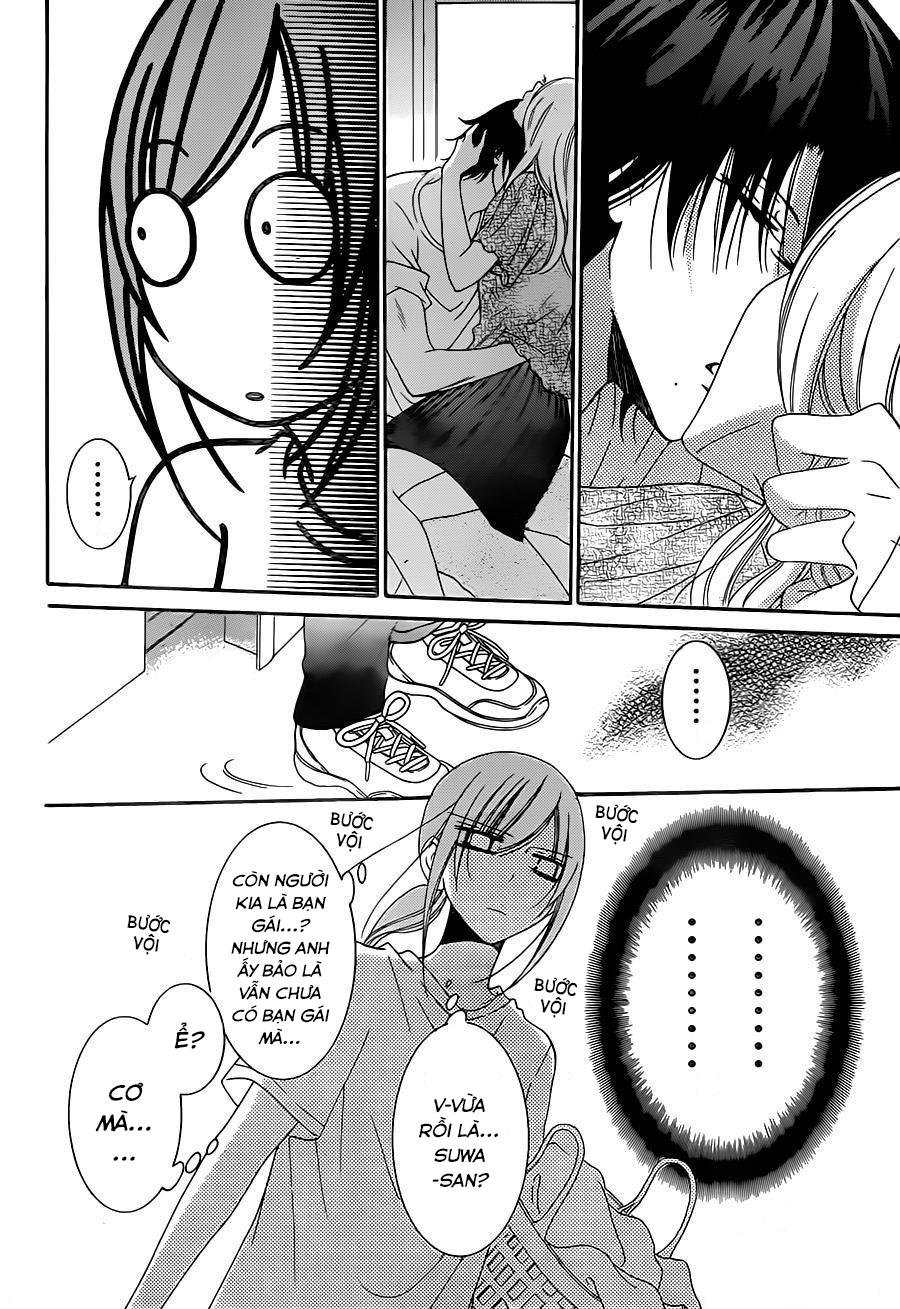 ......
......
......
......
BƯỚC
VỘI
V-VỪA
RỒI LÀ...
SUWA
-SAN?
BƯỚC
VỘI
BƯỚC
VỘI
CÒN NGƯỜI
KIA LÀ BẠN
GÁI...?
NHƯNG ANH
ẤY BẢO LÀ
VẪN CHƯA
CÓ BẠN GÁI
MÀ...
BƯỚC
VỘI
Ể?
CƠ
MÀ...
...